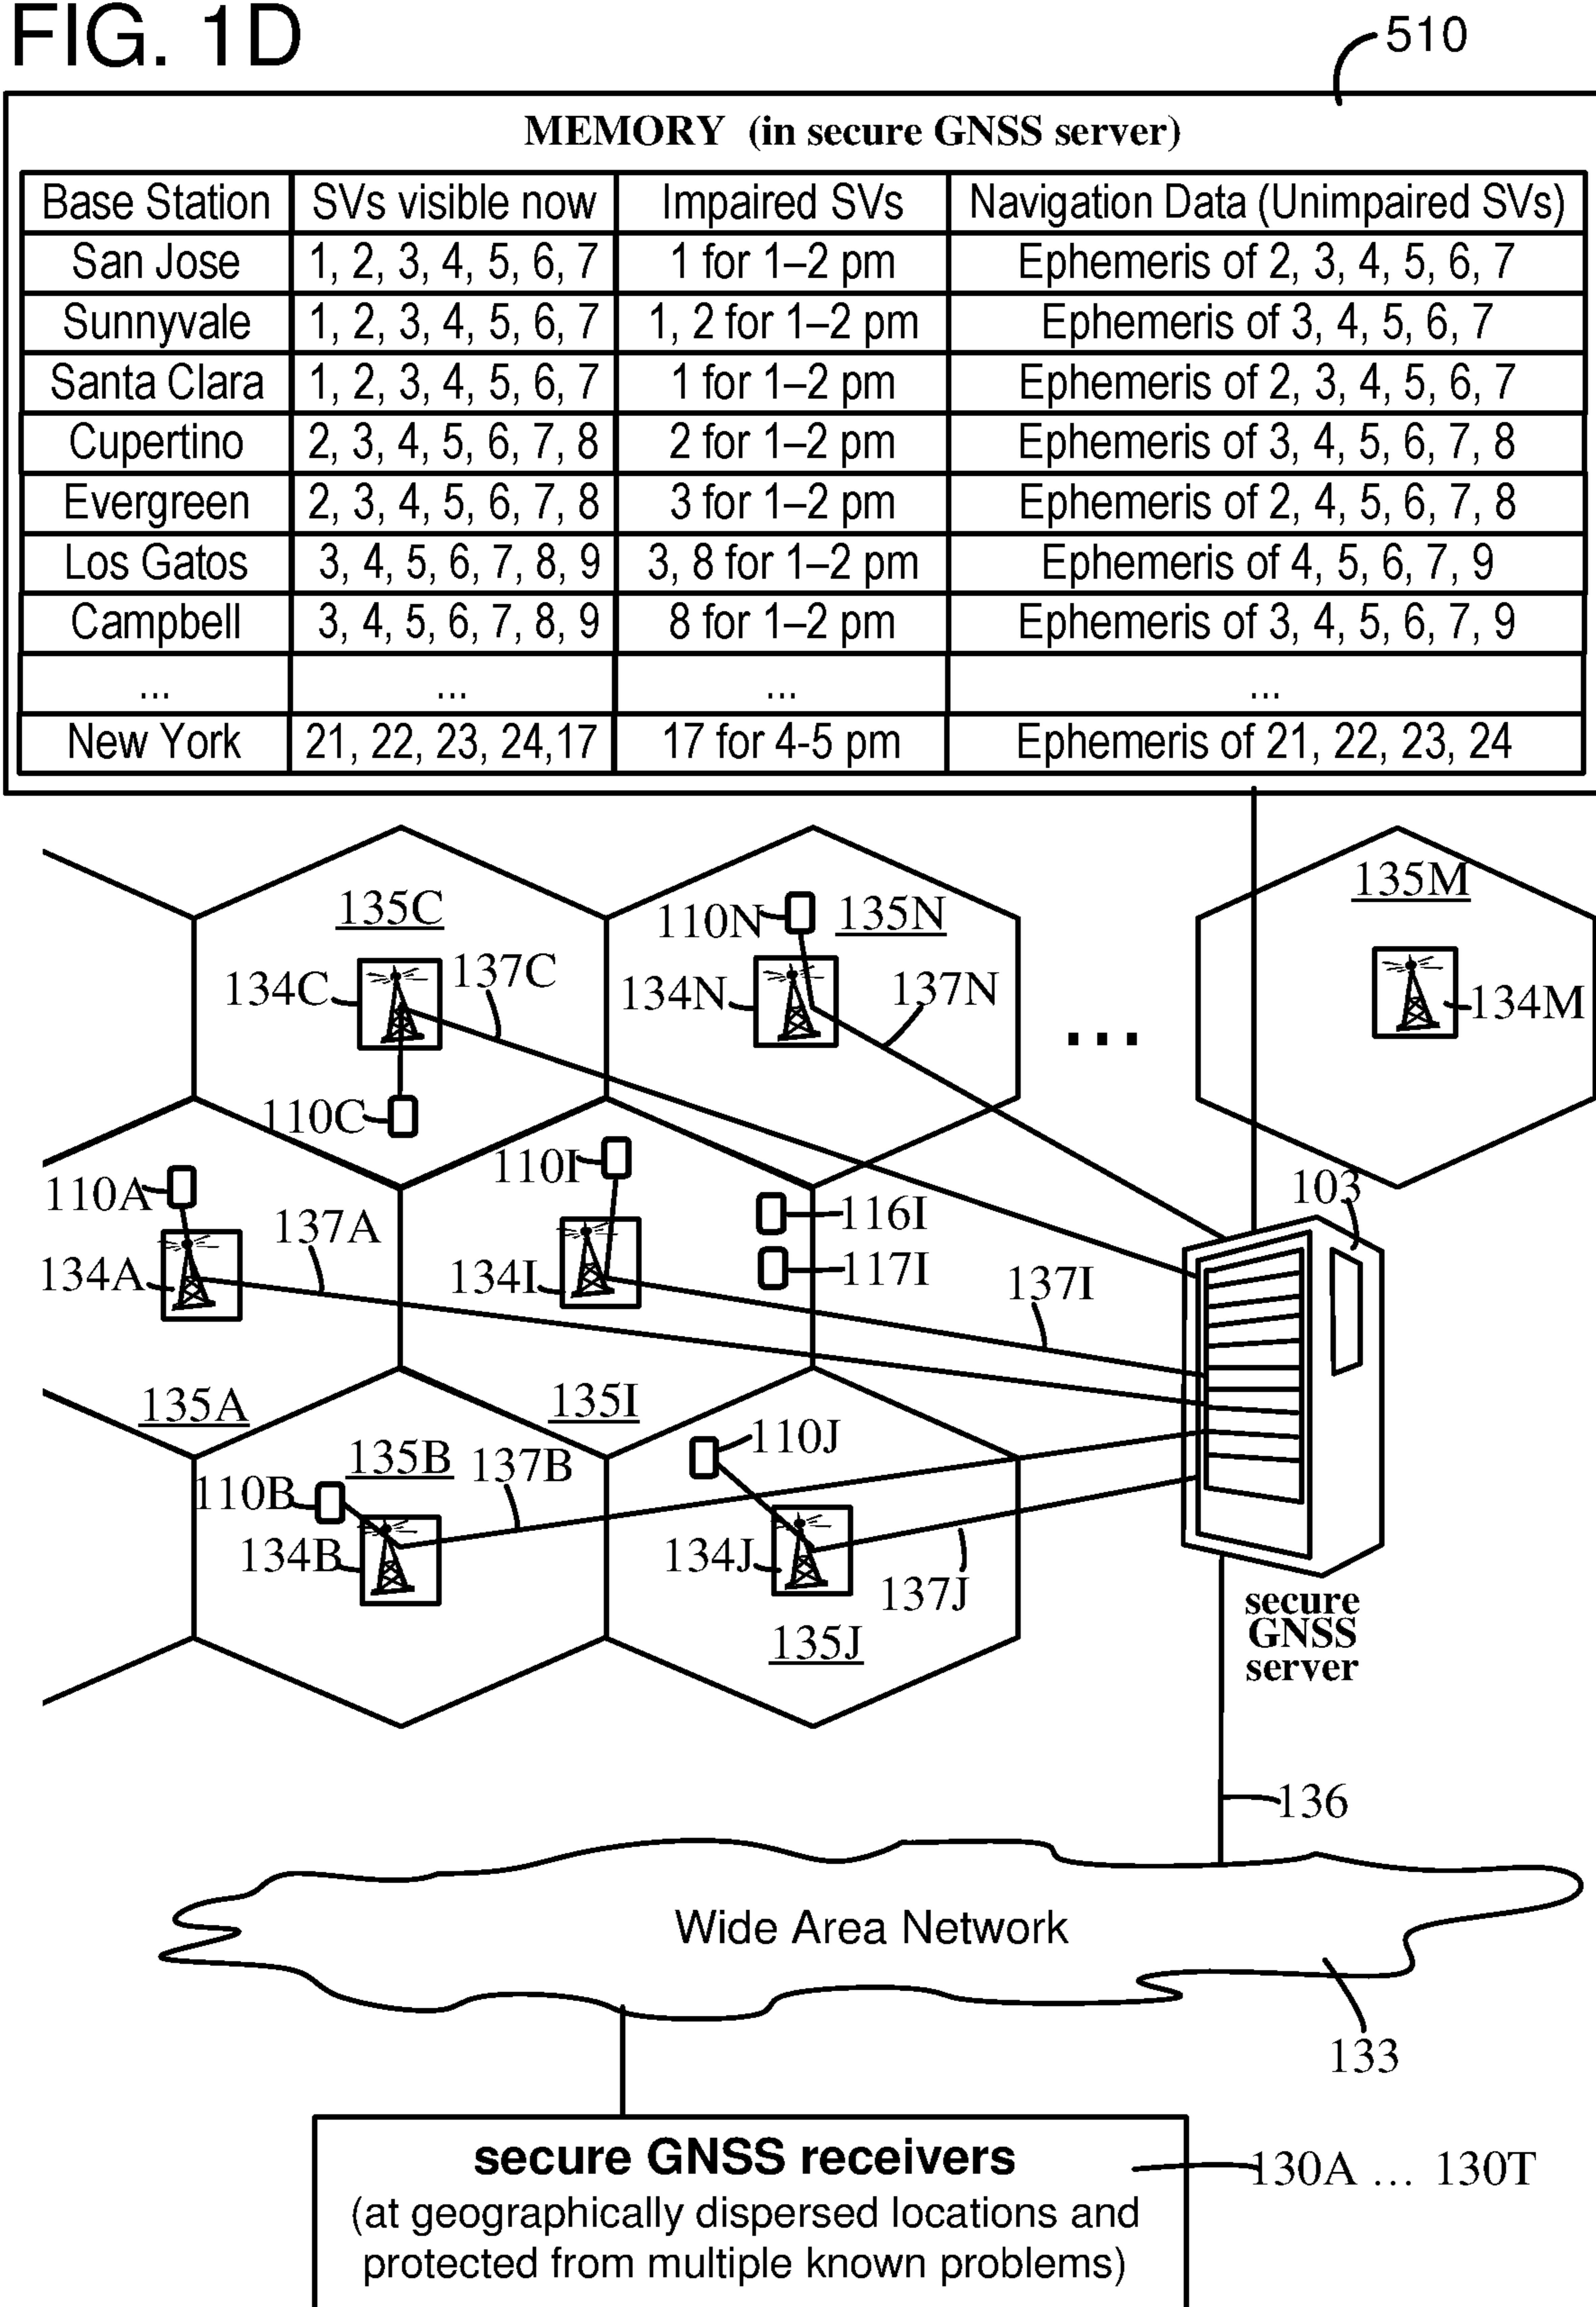 FIG. 1D
510
MEMORY (in secure GNSS server)
Base Station SVs visible now Impaired SVs Navigation Data (Unimpaired SVs)
San Jose 1, 2, 3, 4, 5, 6, 7 1 for 1–2 pm Ephemeris of 2, 3, 4, 5, 6, 7
Sunnyvale 1, 2, 3, 4, 5, 6, 7 1, 2 for 1–2 pm Ephemeris of 3, 4, 5, 6, 7
Santa Clara 1, 2, 3, 4, 5, 6, 7 1 for 1–2 pm Ephemeris of 2, 3, 4, 5, 6, 7
Cupertino 2, 3, 4, 5, 6, 7, 8 2 for 1–2 pm Ephemeris of 3, 4, 5, 6, 7, 8
Evergreen 2, 3, 4, 5, 6, 7, 8 3 for 1–2 pm Ephemeris of 2, 4, 5, 6, 7, 8
Los Gatos 3, 4, 5, 6, 7, 8, 9 3, 8 for 1–2 pm Ephemeris of 4, 5, 6, 7, 9
Campbell 3, 4, 5, 6, 7, 8, 9 8 for 1–2 pm Ephemeris of 3, 4, 5, 6, 7, 9
... ... ... ...
New York 21, 22, 23, 24,17 17 for 4-5 pm Ephemeris of 21, 22, 23, 24
135C 110N 135N 135M
134C 137C 134N 137N ... 134M
110C
110A 110I 103
137A 116I
134A 134I 117I 137I
135A 135I
110J
135B 137B
110B
134B 134J 137J
135J
secure
GNSS
server
136
Wide Area Network
133
secure GNSS receivers
130A ... 130T
(at geographically dispersed locations and
protected from multiple known problems)